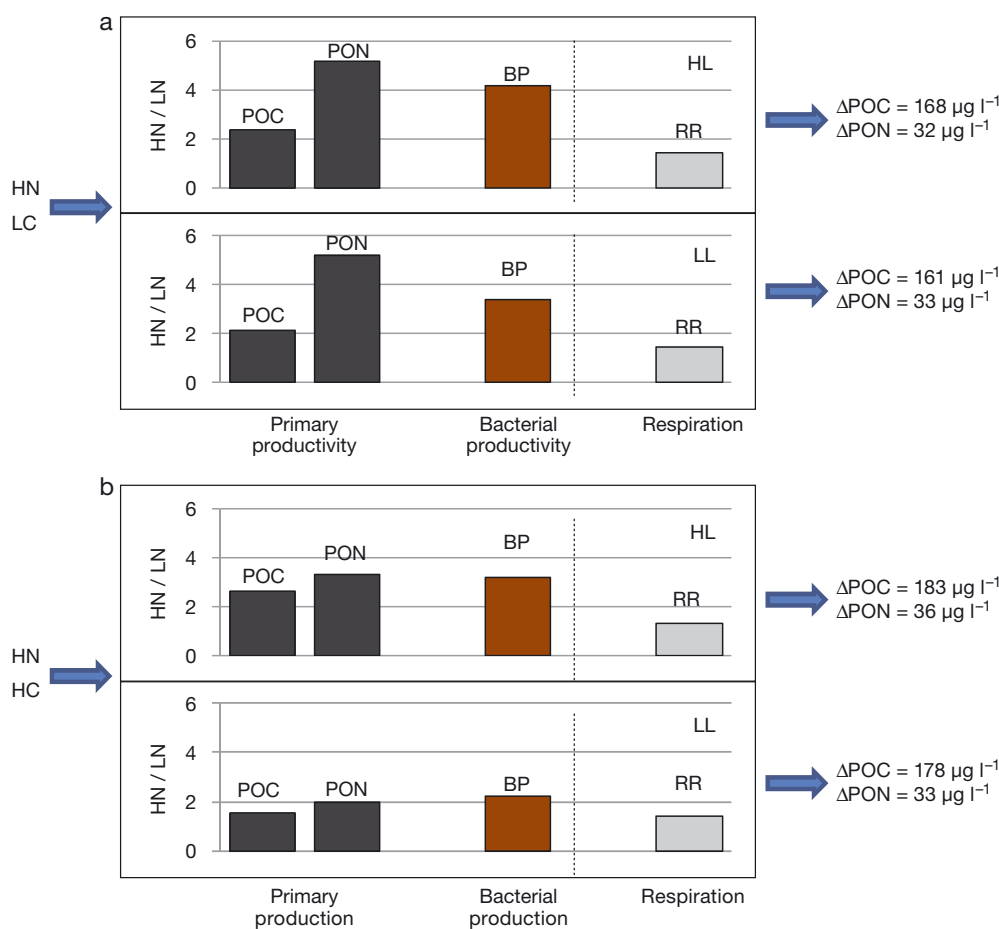 a
HN
LC
HN / LN
6
4
2
0
POC
PON
BP
RR
HL
ΔPOC = 168 µg l⁻¹
ΔPON = 32 µg l⁻¹
HN / LN
6
4
2
0
POC
PON
BP
RR
LL
ΔPOC = 161 µg l⁻¹
ΔPON = 33 µg l⁻¹
Primary
productivity
Bacterial
productivity
Respiration
b
HN
HC
HN / LN
6
4
2
0
POC
PON
BP
RR
HL
ΔPOC = 183 µg l⁻¹
ΔPON = 36 µg l⁻¹
HN / LN
6
4
2
0
POC
PON
BP
RR
LL
ΔPOC = 178 µg l⁻¹
ΔPON = 33 µg l⁻¹
Primary
production
Bacterial
production
Respiration